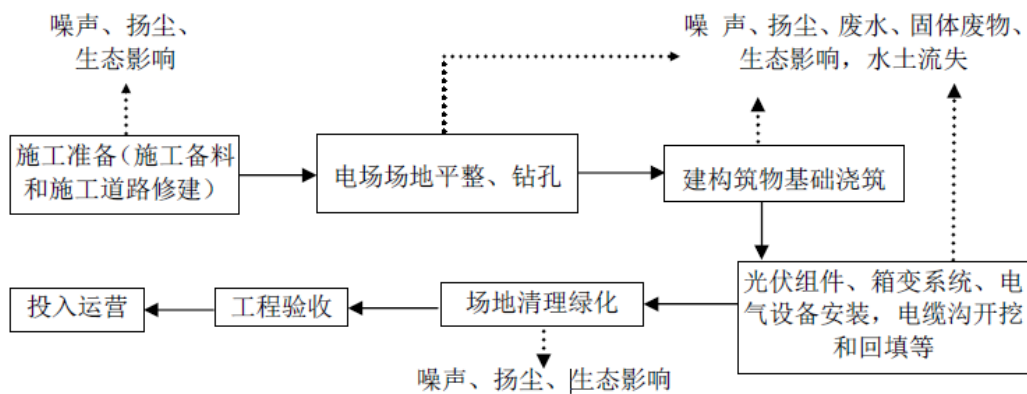 噪声、扬尘、
生态影响
噪 声、扬尘、废水、固体废物、
生态影响，水土流失
施工准备（施工备料
和施工道路修建）
电场场地平整、钻孔
建构筑物基础浇筑
光伏组件、箱变系统、电
气设备安装，电缆沟开挖
和回填等
场地清理绿化
工程验收
投入运营
噪声、扬尘、生态影响